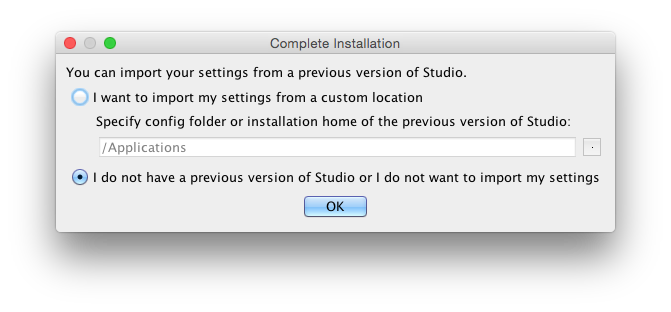 Complete Installation
You can import your settings from a previous version of Studio.
I want to import my settings from a custom location
Specify config folder or installation home of the previous version of Studio:
/Applications
I do not have a previous version of Studio or I do not want to import my settings
OK